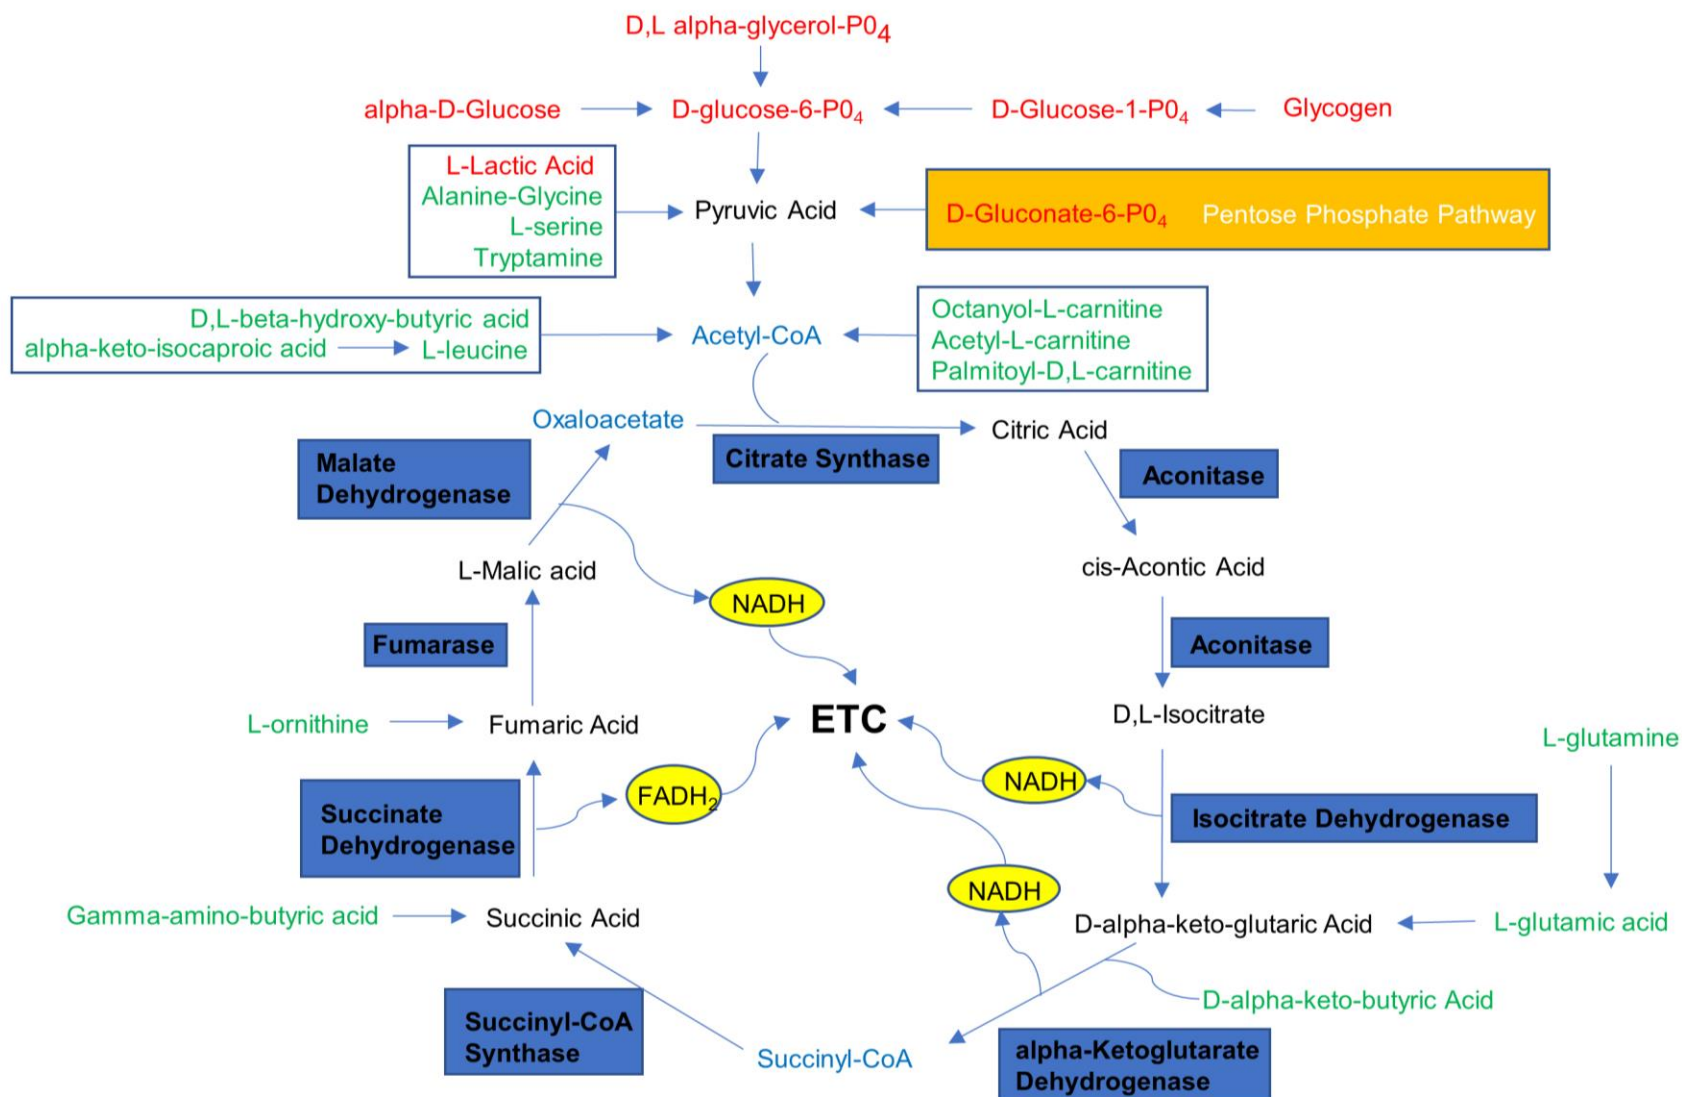 D,L alpha-glycerol-P0₄
alpha-D-Glucose
D-glucose-6-P0₄
D-Glucose-1-P0₄
Glycogen
L-Lactic Acid
Alanine-Glycine
L-serine
Tryptamine
Pyruvic Acid
D-Gluconate-6-P0₄ Pentose Phosphate Pathway
D,L-beta-hydroxy-butyric acid
alpha-keto-isocaproic acid
L-leucine
Acetyl-CoA
Octanyol-L-carnitine
Acetyl-L-carnitine
Palmitoyl-D,L-carnitine
Oxaloacetate
Citric Acid
Malate
Dehydrogenase
Citrate Synthase
Aconitase
L-Malic acid
cis-Acontic Acid
NADH
Fumarase
Aconitase
L-ornithine
Fumaric Acid
ETC
D,L-Isocitrate
L-glutamine
NADH
FADH₂
Succinate
Dehydrogenase
Isocitrate Dehydrogenase
NADH
Gamma-amino-butyric acid
Succinic Acid
D-alpha-keto-glutaric Acid
L-glutamic acid
D-alpha-keto-butyric Acid
Succinyl-CoA
Synthase
Succinyl-CoA
alpha-Ketoglutarate
Dehydrogenase